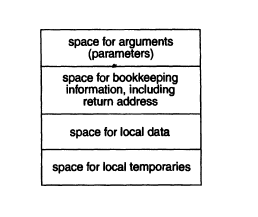 space for arguments
(parameters)
space for bookkeeping
information, including
return address
space for local data
space for local temporaries